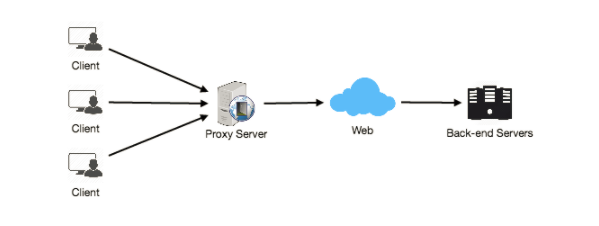 Client
Client
Client
Proxy Server
Web
Back-end Servers